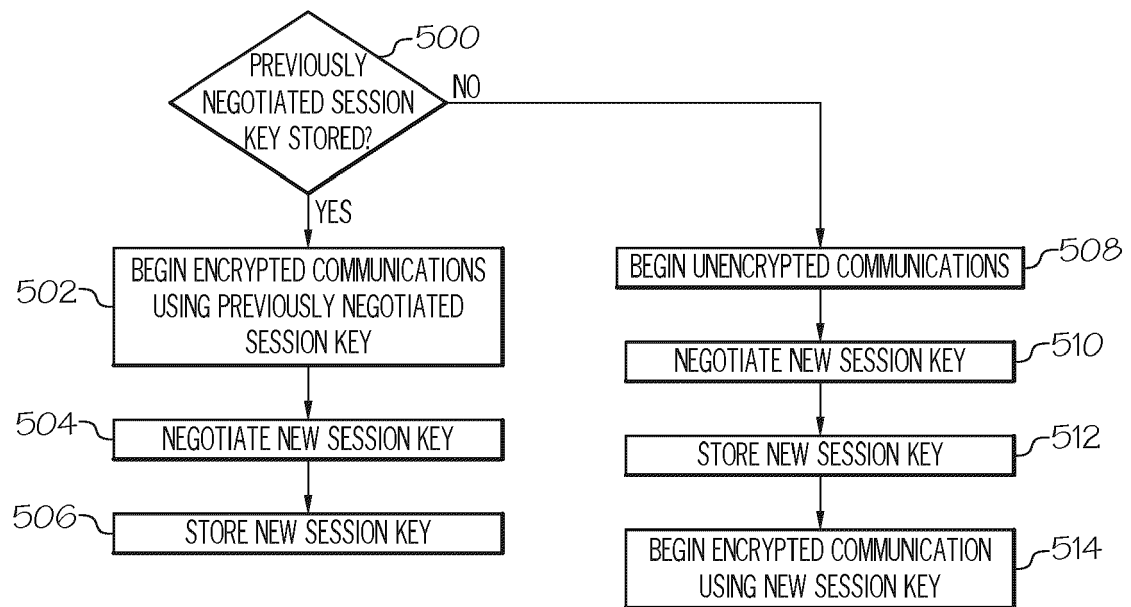 500
PREVIOUSLY
NEGOTIATED SESSION
KEY STORED?
NO
YES
502
BEGIN ENCRYPTED COMMUNICATIONS
USING PREVIOUSLY NEGOTIATED
SESSION KEY
504
NEGOTIATE NEW SESSION KEY
506
STORE NEW SESSION KEY
BEGIN UNENCRYPTED COMMUNICATIONS
508
NEGOTIATE NEW SESSION KEY
510
STORE NEW SESSION KEY
512
BEGIN ENCRYPTED COMMUNICATION
USING NEW SESSION KEY
514